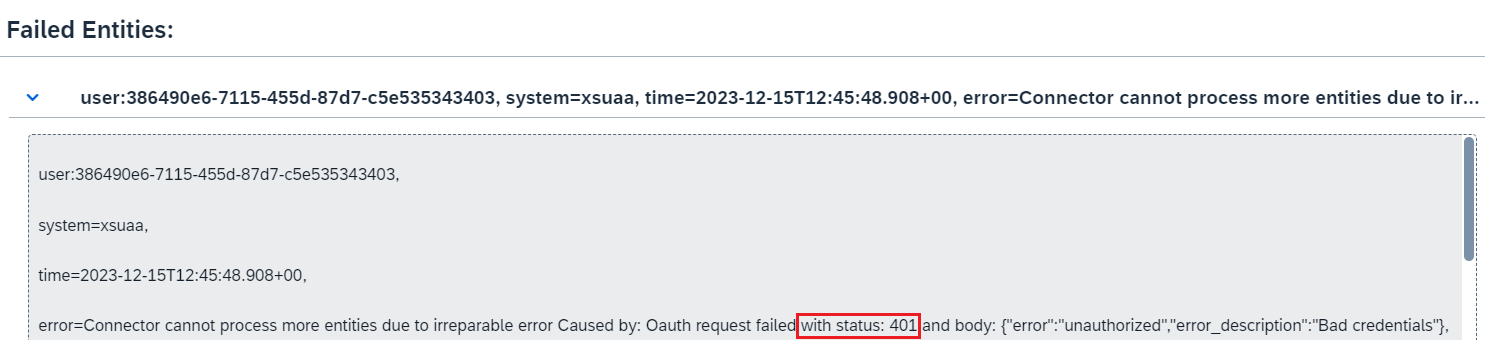 Failed Entities:
user:386490e6-7115-455d-87d7-c5e535343403, system=xsuaa, time=2023-12-15T12:45:48.908+00, error=Connector cannot process more entities due to ir...
user:386490e6-7115-455d-87d7-c5e535343403,
system=xsuaa,
time=2023-12-15T12:45:48.908+00,
error=Connector cannot process more entities due to irreparable error Caused by: Oauth request failed with status: 401 and body: {"error":"unauthorized","error_description":"Bad credentials"},